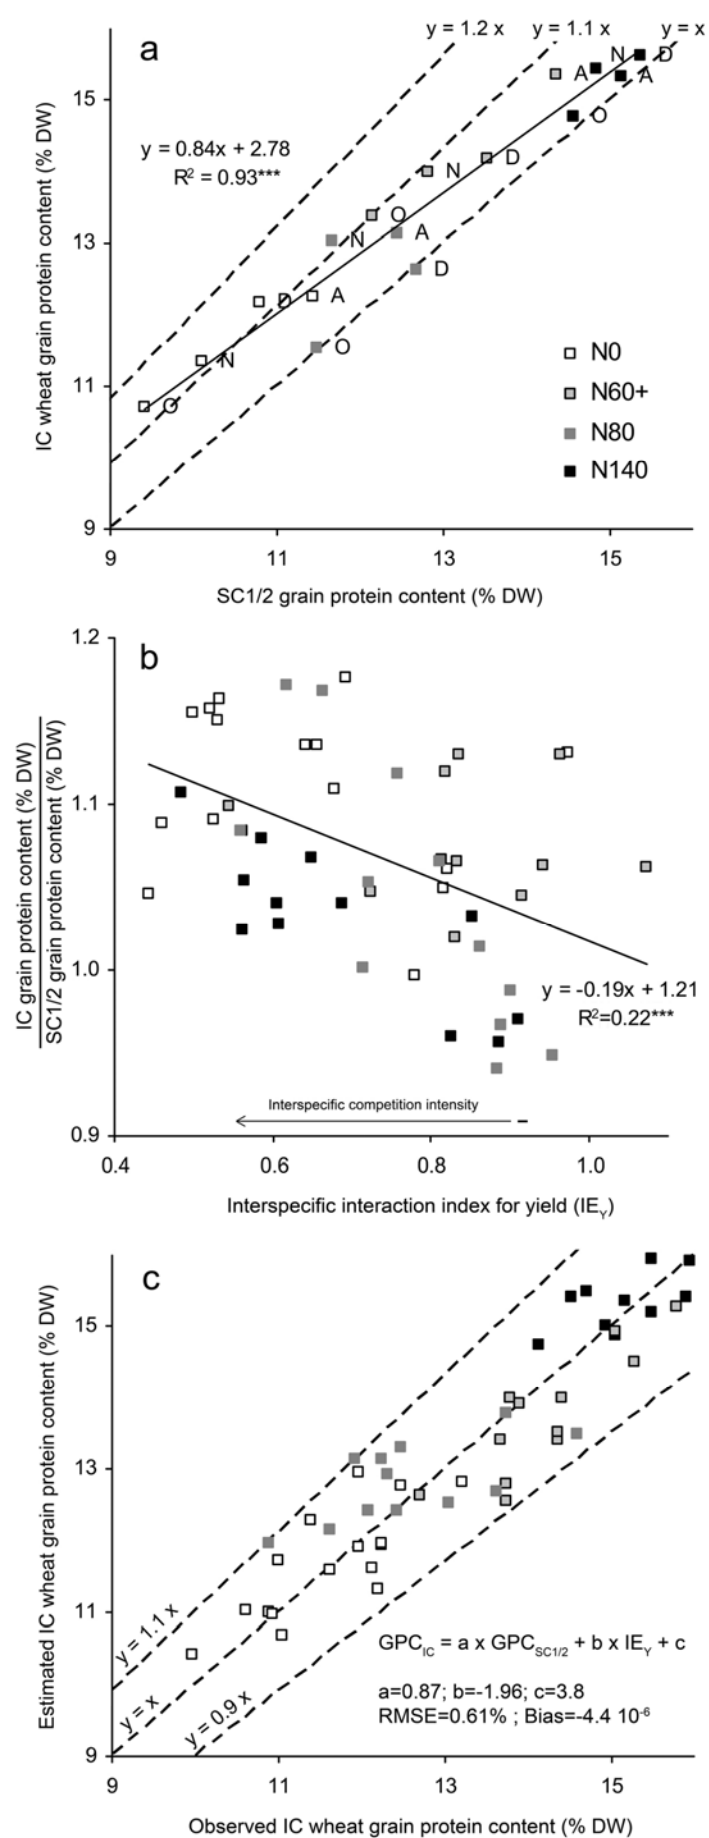 y = 1.2 x
y = 1.1 x
y = x
a
IC wheat grain protein content (% DW)
15
13
11
9
y = 0.84x + 2.78
R² = 0.93***
N D
A A
O
N D
O
N A
D
D A
O
N
O
N0
N60+
N80
N140
9 11 13 15
SC1/2 grain protein content (% DW)
b
IC grain protein content (% DW)
SC1/2 grain protein content (% DW)
1.2
1.1
1.0
0.9
y = -0.19x + 1.21
R²=0.22***
Interspecific competition intensity
0.4 0.6 0.8 1.0
Interspecific interaction index for yield (IEY)
c
Estimated IC wheat grain protein content (% DW)
15
13
11
9
y = 1.1 x
y = x
y = 0.9 x
GPCIC = a x GPCSC1/2 + b x IEY + c
a=0.87; b=-1.96; c=3.8
RMSE=0.61% ; Bias=-4.4 10⁻⁶
9 11 13 15
Observed IC wheat grain protein content (% DW)